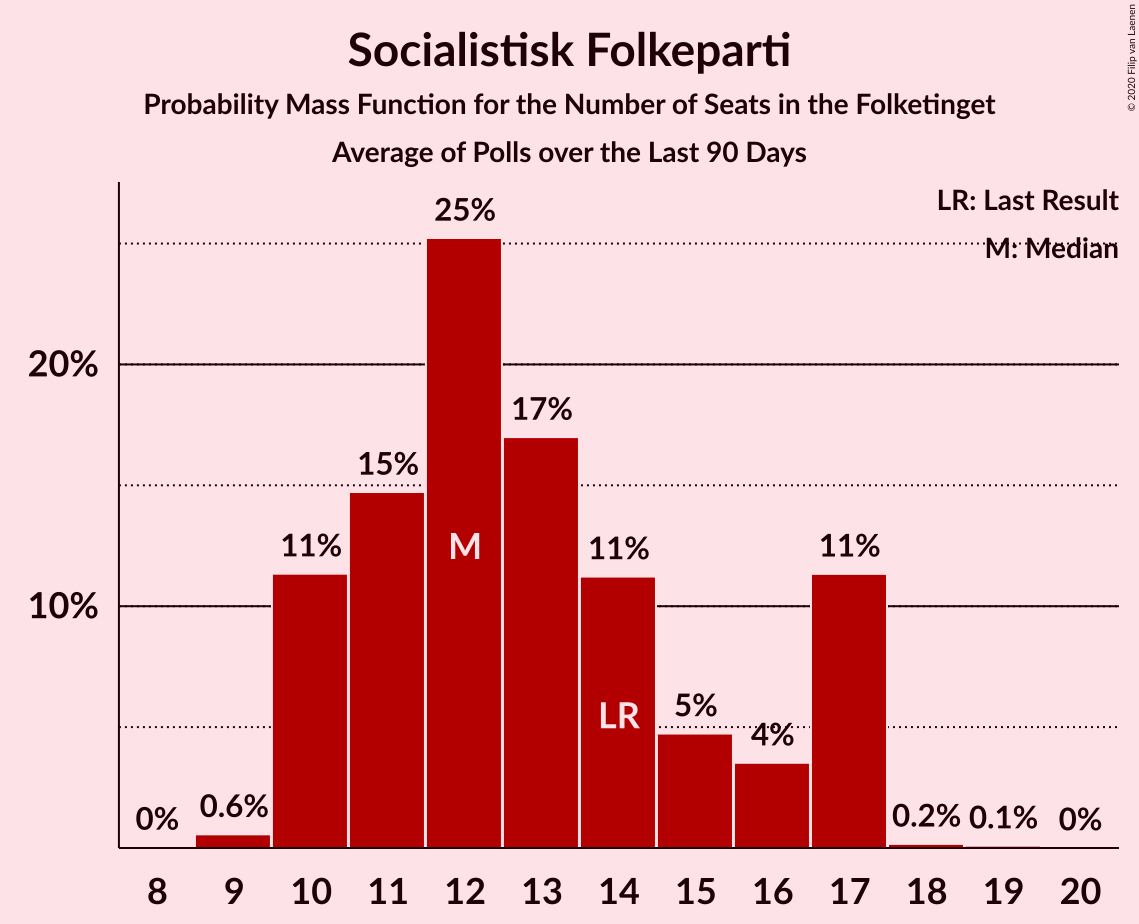 Socialistisk Folkeparti
Probability Mass Function for the Number of Seats in the Folketinget
Average of Polls over the Last 90 Days
© 2020 Filip van Laenen
LR: Last Result
M: Median
25%
20%
17%
15%
11%
11%
11%
M
10%
5%
LR
4%
0%
0.6%
0.2%
0.1%
0%
8 9 10 11 12 13 14 15 16 17 18 19 20